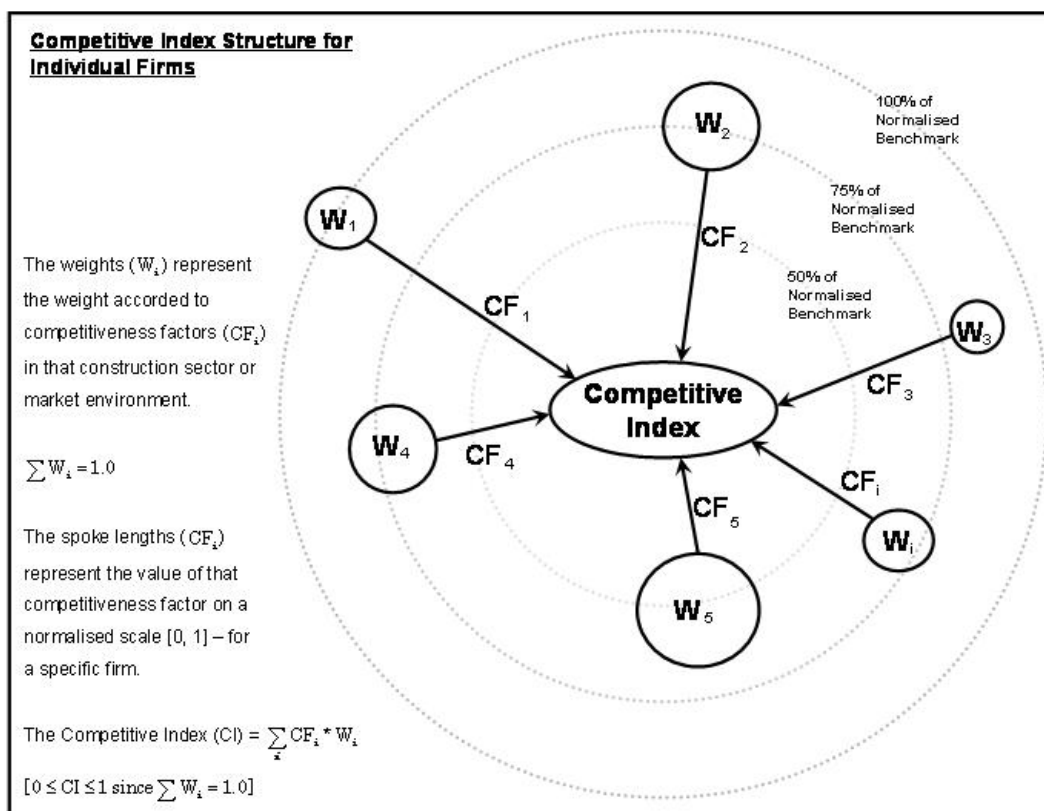 Competitive Index Structure for
Individual Firms
100% of
Normalised
Benchmark
W₂
75% of
Normalised
Benchmark
W₁
CF₂
50% of
Normalised
Benchmark
The weights (Wᵢ) represent
the weight accorded to
competitiveness factors (CFᵢ)
in that construction sector or
market environment.
CF₁
W₃
CF₃
Competitive
Index
W₄
CF₄
∑ Wᵢ = 1.0
CFᵢ
CF₅
Wᵢ
W₅
The spoke lengths (CFᵢ)
represent the value of that
competitiveness factor on a
normalised scale [0, 1] – for
a specific firm.
The Competitive Index (CI) = ∑ᵢ CFᵢ * Wᵢ
[0 ≤ CI ≤ 1 since ∑ Wᵢ = 1.0]